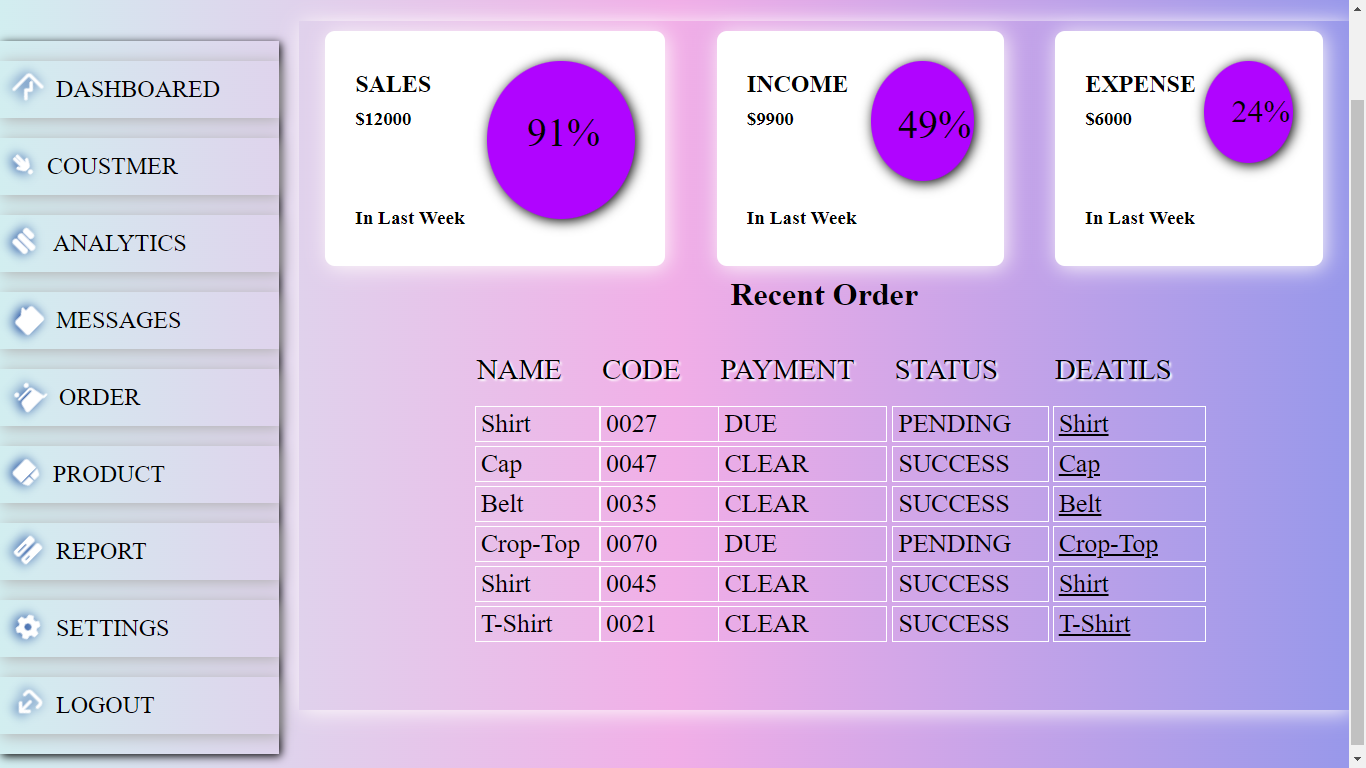 DASHBOARED
COUSTMER
ANALYTICS
MESSAGES
ORDER
PRODUCT
REPORT
SETTINGS
LOGOUT
SALES
$12000
91%
In Last Week
INCOME
$9900
49%
In Last Week
EXPENSE
$6000
24%
In Last Week
Recent Order
NAME CODE PAYMENT STATUS DEATILS
Shirt 0027 DUE PENDING Shirt
Cap 0047 CLEAR SUCCESS Cap
Belt 0035 CLEAR SUCCESS Belt
Crop-Top 0070 DUE PENDING Crop-Top
Shirt 0045 CLEAR SUCCESS Shirt
T-Shirt 0021 CLEAR SUCCESS T-Shirt